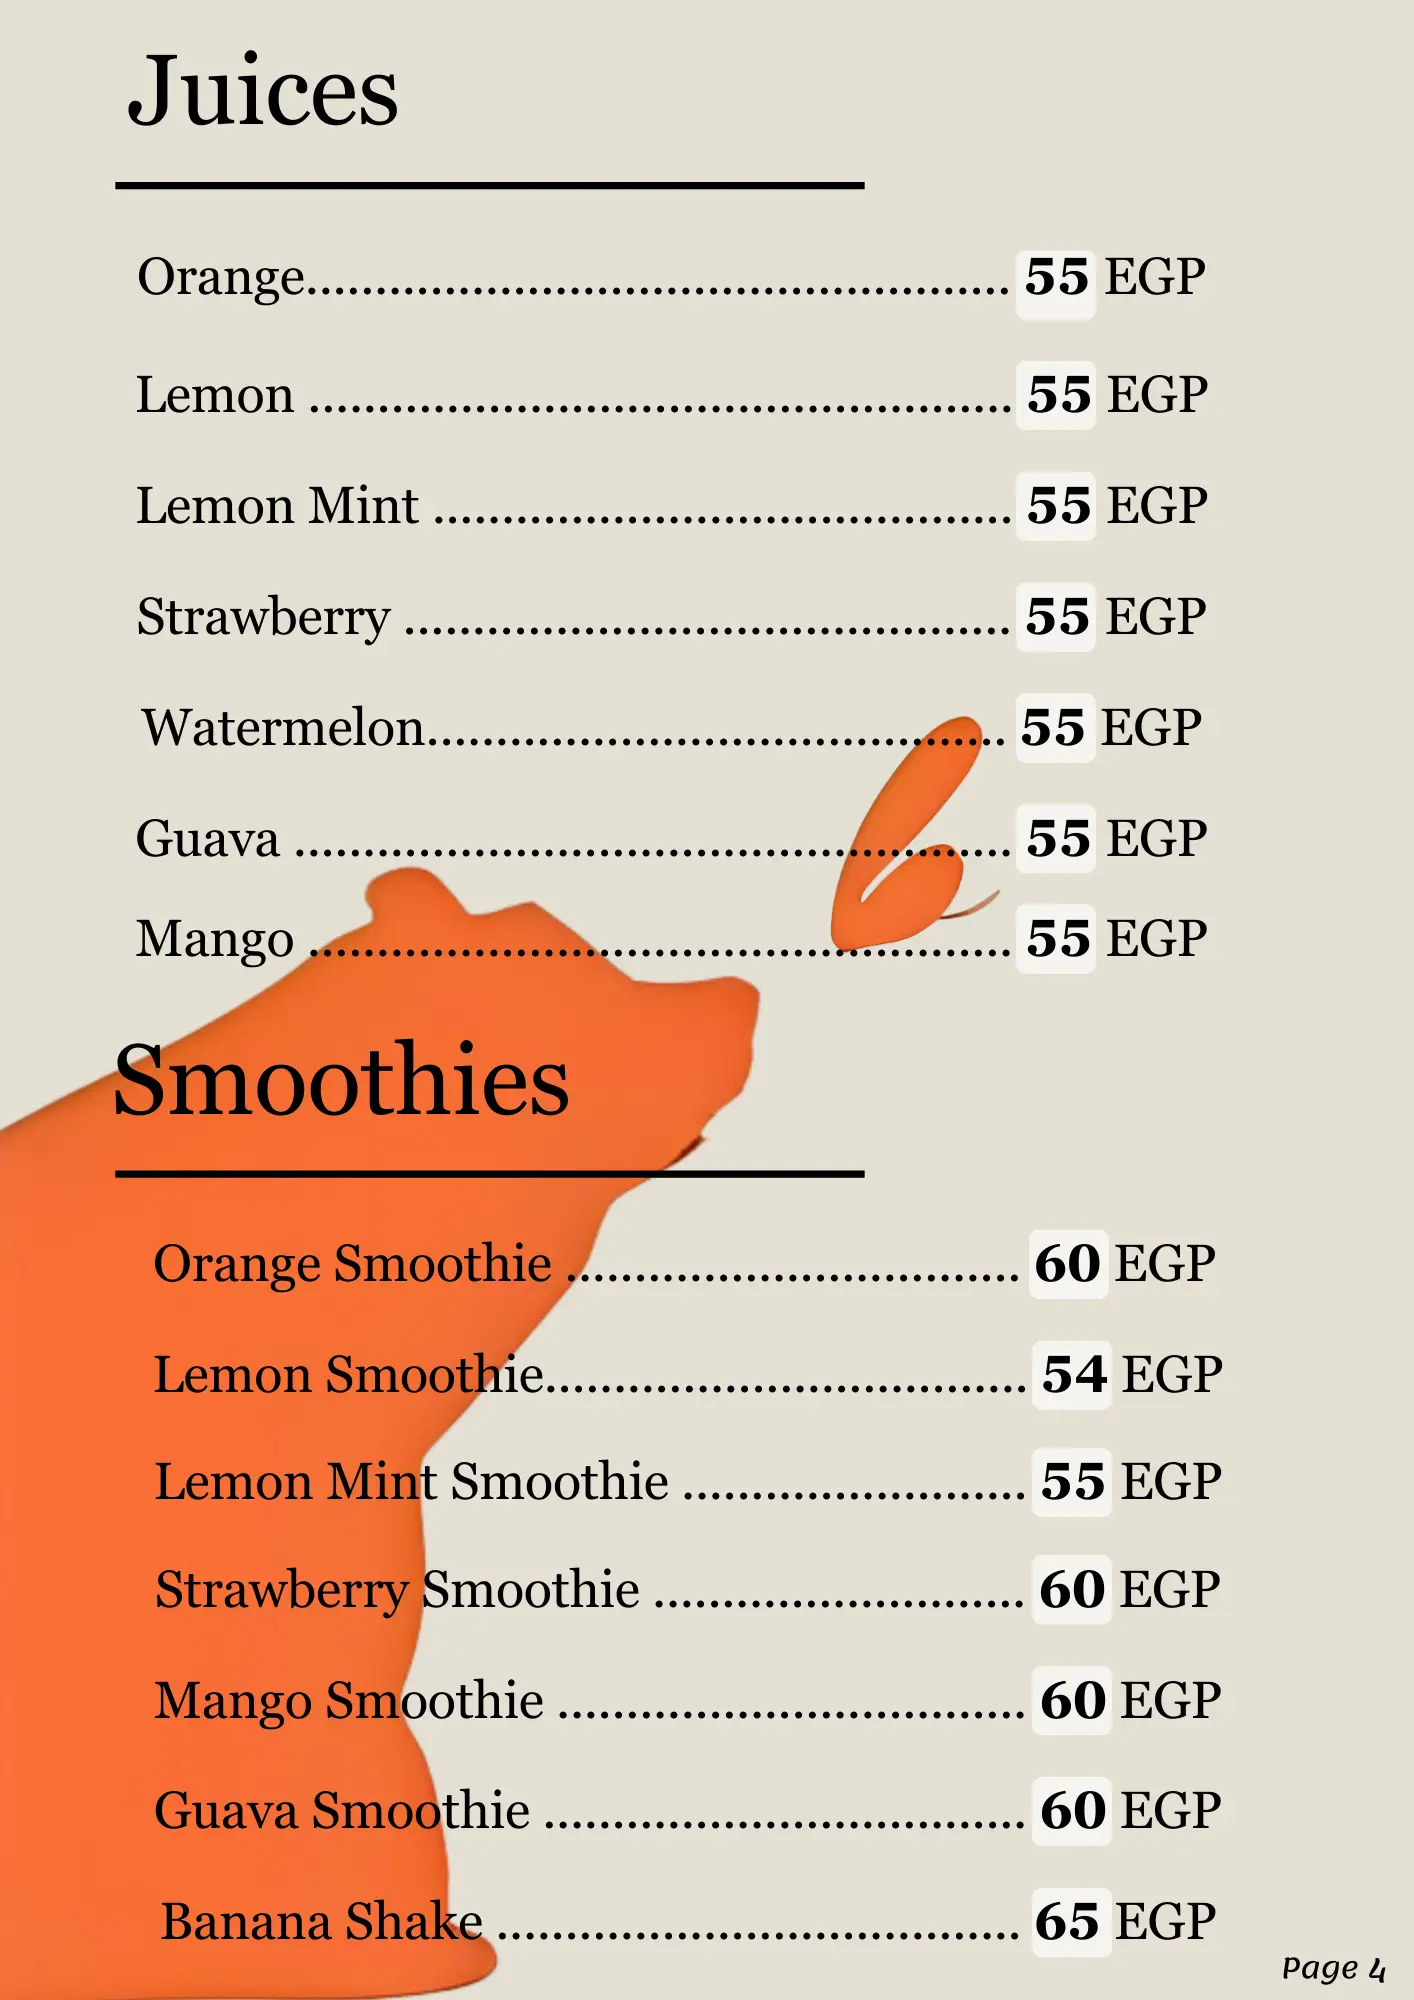 Juices
Orange................................................... 55 EGP
Lemon ................................................... 55 EGP
Lemon Mint .......................................... 55 EGP
Strawberry ............................................ 55 EGP
Watermelon.......................................... 55 EGP
Guava .................................................... 55 EGP
Mango ................................................... 55 EGP
Smoothies
Orange Smoothie ................................. 60 EGP
Lemon Smoothie................................... 54 EGP
Lemon Mint Smoothie ......................... 55 EGP
Strawberry Smoothie ........................... 60 EGP
Mango Smoothie .................................. 60 EGP
Guava Smoothie ................................... 60 EGP
Banana Shake ...................................... 65 EGP
Page 4